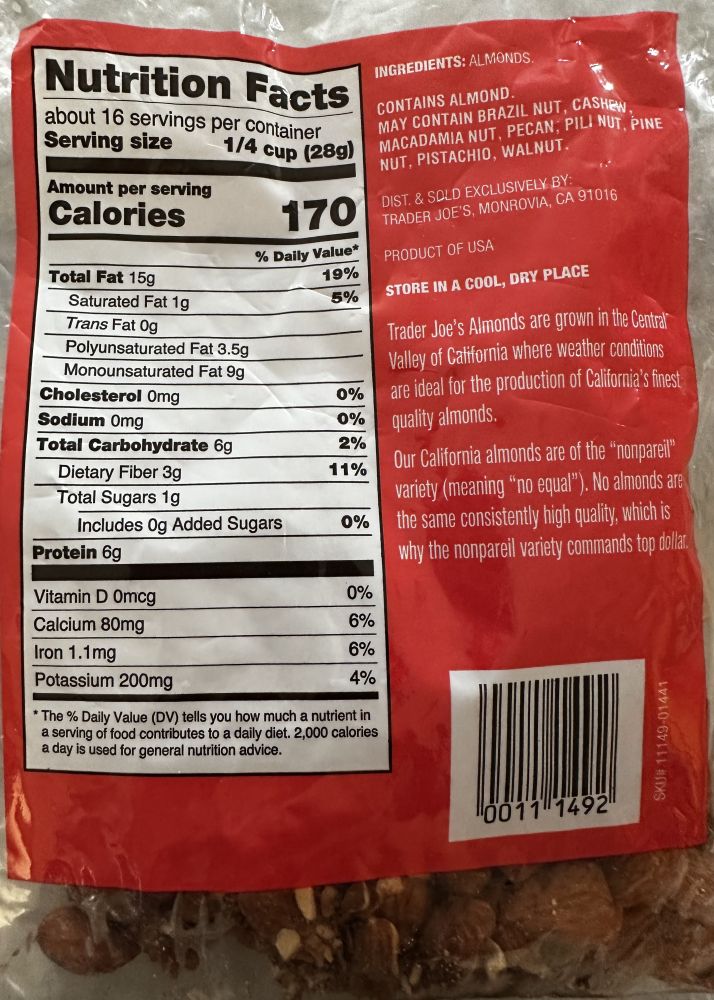 Nutrition Facts
about 16 servings per container
Serving size 1/4 cup (28g)
Amount per serving
Calories 170
% Daily Value*
Total Fat 15g 19%
Saturated Fat 1g 5%
Trans Fat 0g
Polyunsaturated Fat 3.5g
Monounsaturated Fat 9g
Cholesterol 0mg 0%
Sodium 0mg 0%
Total Carbohydrate 6g 2%
Dietary Fiber 3g 11%
Total Sugars 1g
Includes 0g Added Sugars 0%
Protein 6g
Vitamin D 0mcg 0%
Calcium 80mg 6%
Iron 1.1mg 6%
Potassium 200mg 4%
* The % Daily Value (DV) tells you how much a nutrient in
a serving of food contributes to a daily diet. 2,000 calories
a day is used for general nutrition advice.
INGREDIENTS: ALMONDS.
CONTAINS ALMOND.
MAY CONTAIN BRAZIL NUT, CASHEW,
MACADAMIA NUT, PECAN, PILI NUT, PINE
NUT, PISTACHIO, WALNUT.
DIST. & SOLD EXCLUSIVELY BY:
TRADER JOE'S, MONROVIA, CA 91016
PRODUCT OF USA
STORE IN A COOL, DRY PLACE
Trader Joe's Almonds are grown in the Central
Valley of California where weather conditions
are ideal for the production of California's finest
quality almonds.
Our California almonds are of the "nonpareil"
variety (meaning "no equal"). No almonds are
the same consistently high quality, which is
why the nonpareil variety commands top dollar.
0011 1492
SKU# 11149-01441